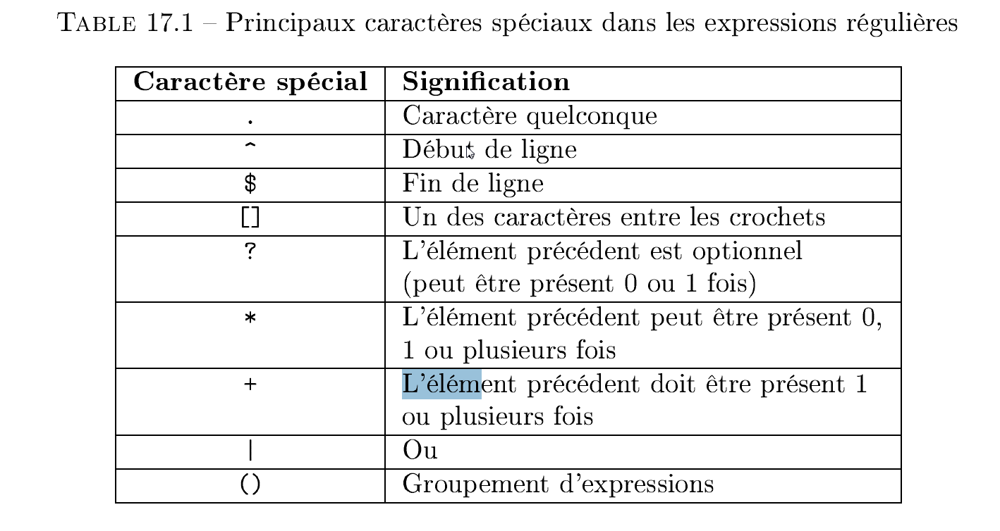 TABLE 17.1 – Principaux caractères spéciaux dans les expressions régulières
Caractère spécial Signification
. Caractère quelconque
^ Début de ligne
$ Fin de ligne
[] Un des caractères entre les crochets
? L'élément précédent est optionnel
(peut être présent 0 ou 1 fois)
* L'élément précédent peut être présent 0,
1 ou plusieurs fois
+ L'élément précédent doit être présent 1
ou plusieurs fois
| Ou
() Groupement d'expressions